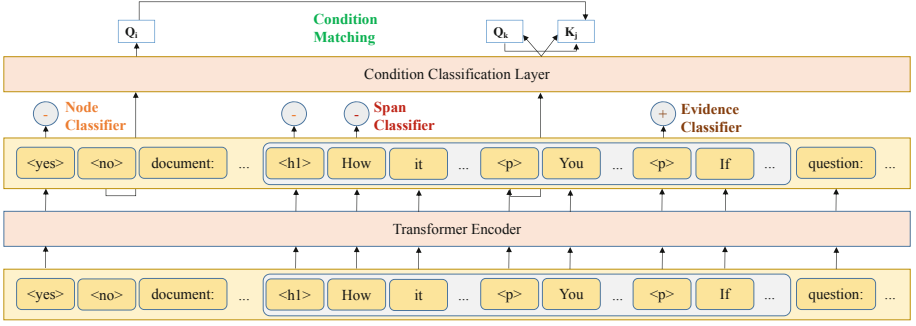 Condition
Matching
Qi Qk Kj
Condition Classification Layer
- Node
Classifier
- - Span
Classifier
+ Evidence
Classifier
<yes> <no> document: ... <h1> How it ... <p> You ... <p> If ... question: ...
Transformer Encoder
<yes> <no> document: ... <h1> How it ... <p> You ... <p> If ... question: ...